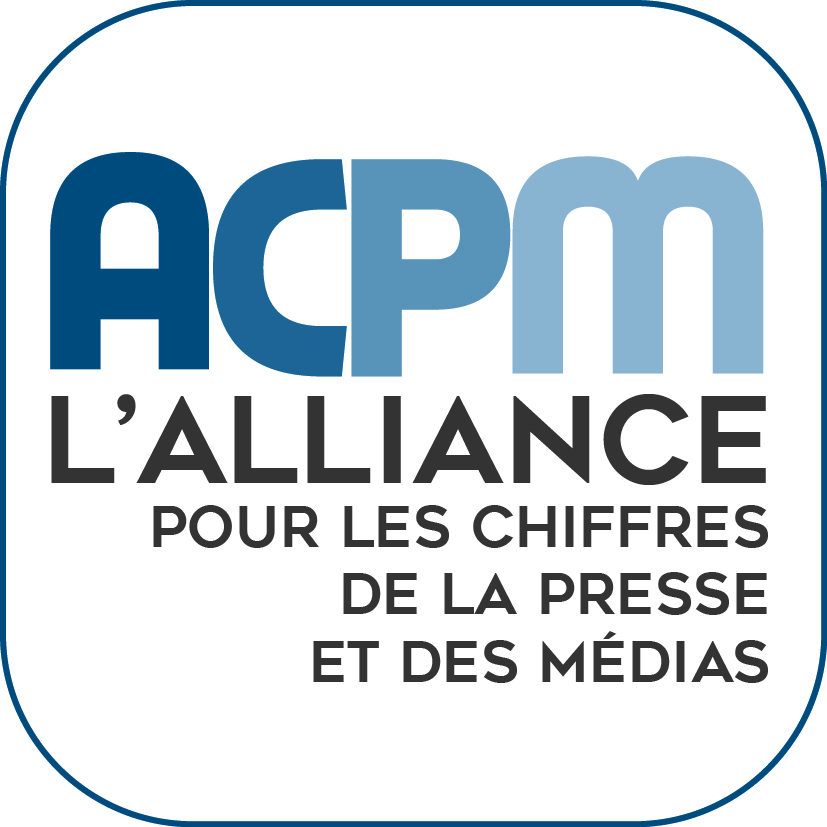 ACPM
L’ALLIANCE
POUR LES CHIFFRES
DE LA PRESSE
ET DES MÉDIAS